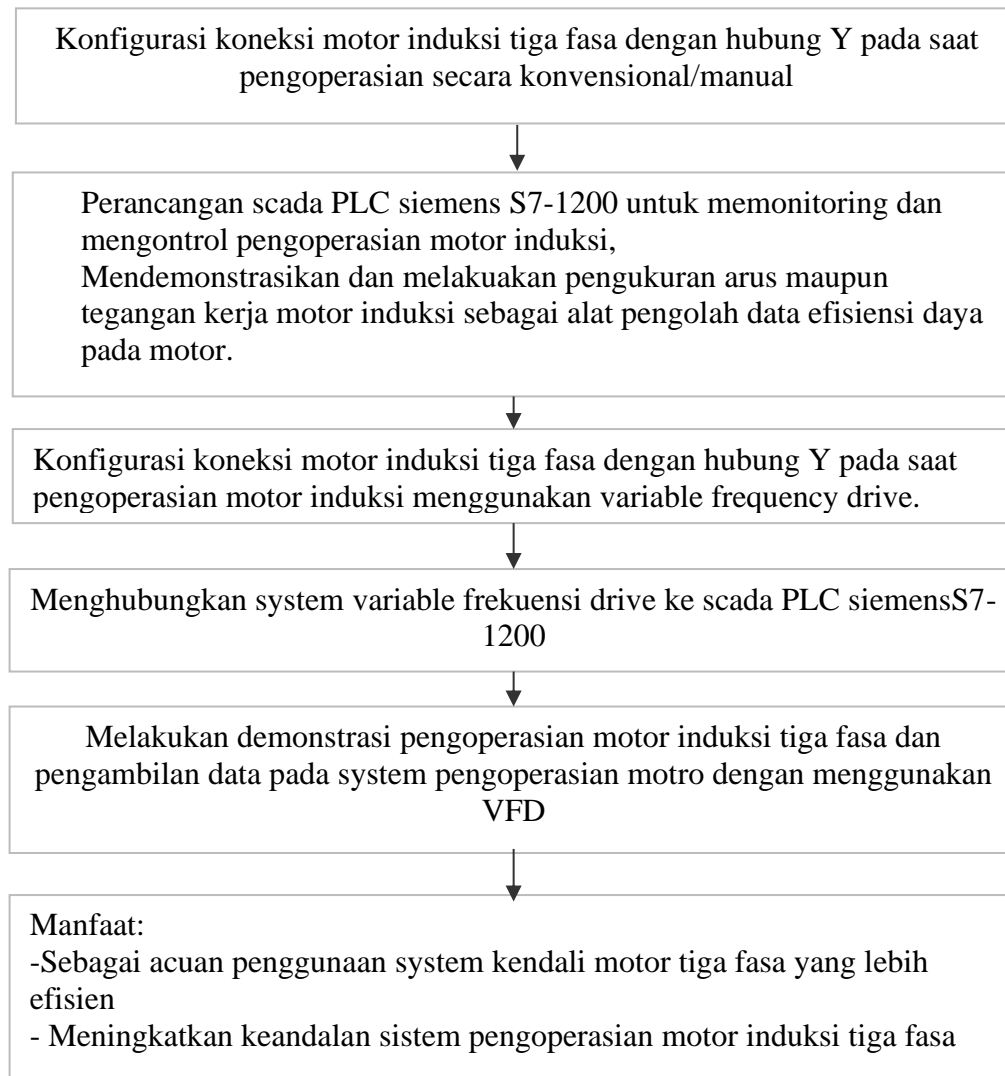 Konfigurasi koneksi motor induksi tiga fasa dengan hubung Y pada saat
pengoperasian secara konvensional/manual
Perancangan scada PLC siemens S7-1200 untuk memonitoring dan
mengontrol pengoperasian motor induksi,
Mendemonstrasikan dan melakuakan pengukuran arus maupun
tegangan kerja motor induksi sebagai alat pengolah data efisiensi daya
pada motor.
Konfigurasi koneksi motor induksi tiga fasa dengan hubung Y pada saat
pengoperasian motor induksi menggunakan variable frequency drive.
Menghubungkan system variable frekuensi drive ke scada PLC siemensS7-
1200
Melakukan demonstrasi pengoperasian motor induksi tiga fasa dan
pengambilan data pada system pengoperasian motro dengan menggunakan
VFD
Manfaat:
-Sebagai acuan penggunaan system kendali motor tiga fasa yang lebih
efisien
- Meningkatkan keandalan sistem pengoperasian motor induksi tiga fasa